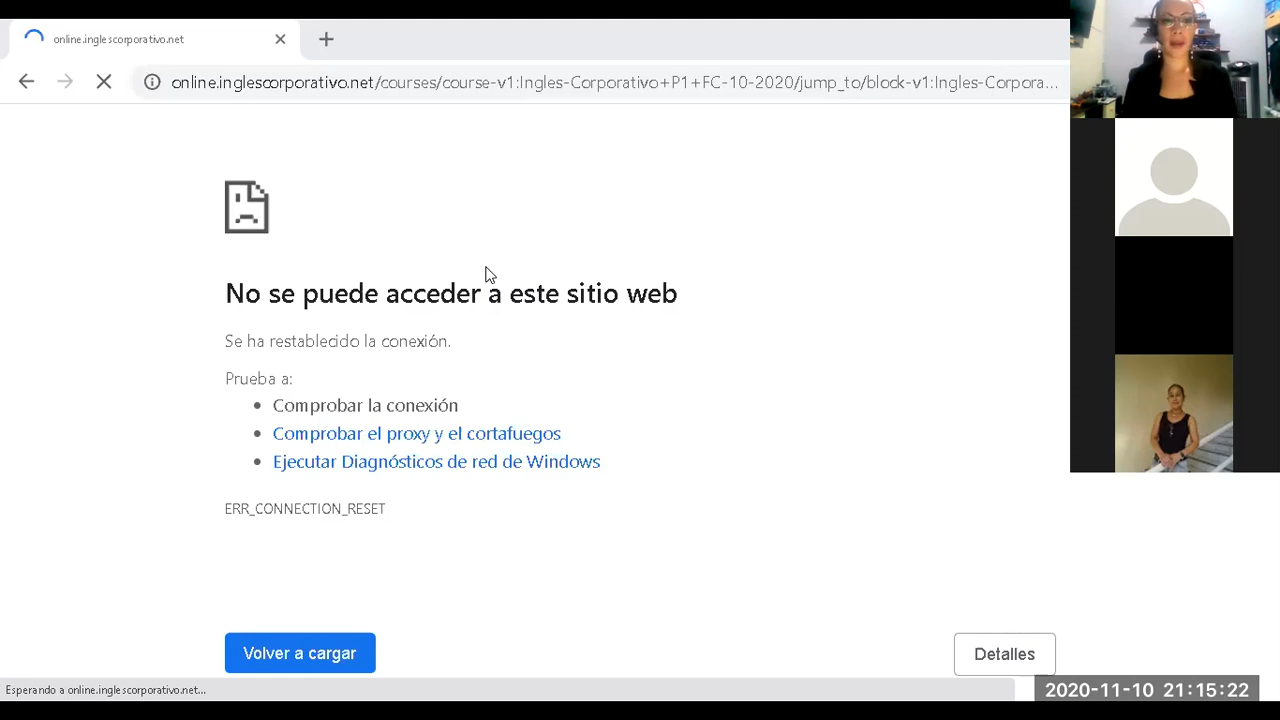 online.inglescorporativo.net
online.inglescorporativo.net/courses/course-v1:Ingles-Corporativo+P1+FC-10-2020/jump_to/block-v1:Ingles-Corpora...
No se puede acceder a este sitio web
Se ha restablecido la conexión.
Prueba a:
Comprobar la conexión
Comprobar el proxy y el cortafuegos
Ejecutar Diagnósticos de red de Windows
ERR_CONNECTION_RESET
Volver a cargar
Detalles
Esperando a online.inglescorporativo.net...
2020-11-10 21:15:22